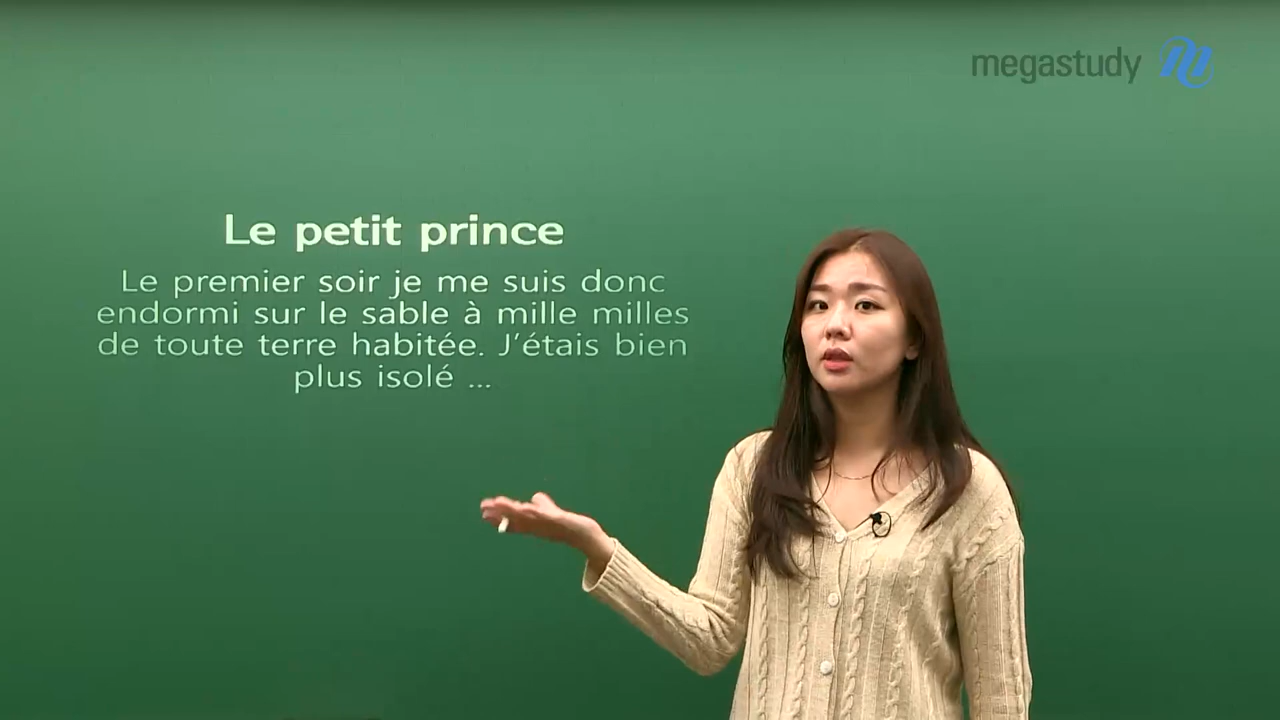 megastudy
Le petit prince
Le premier soir je me suis donc
endormi sur le sable à mille milles
de toute terre habitée. J'étais bien
plus isolé ...